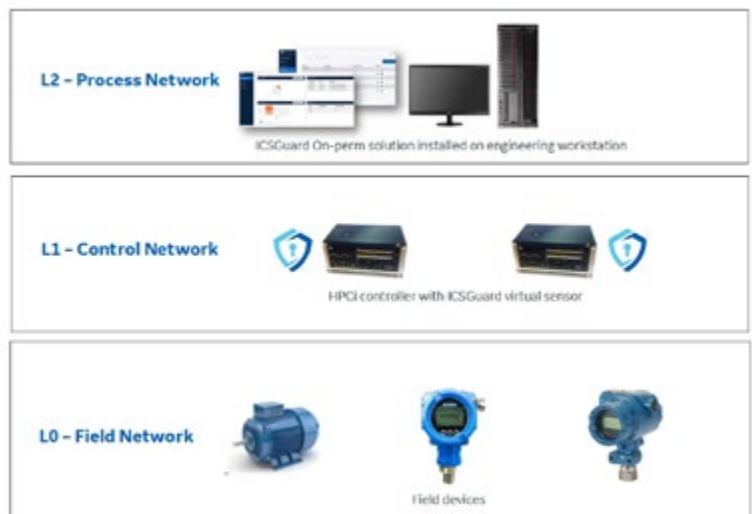 L2 – Process Network
ICSGuard On-perm solution installed on engineering workstation
L1 – Control Network
HPCi controller with ICSGuard virtual sensor
L0 – Field Network
Field devices